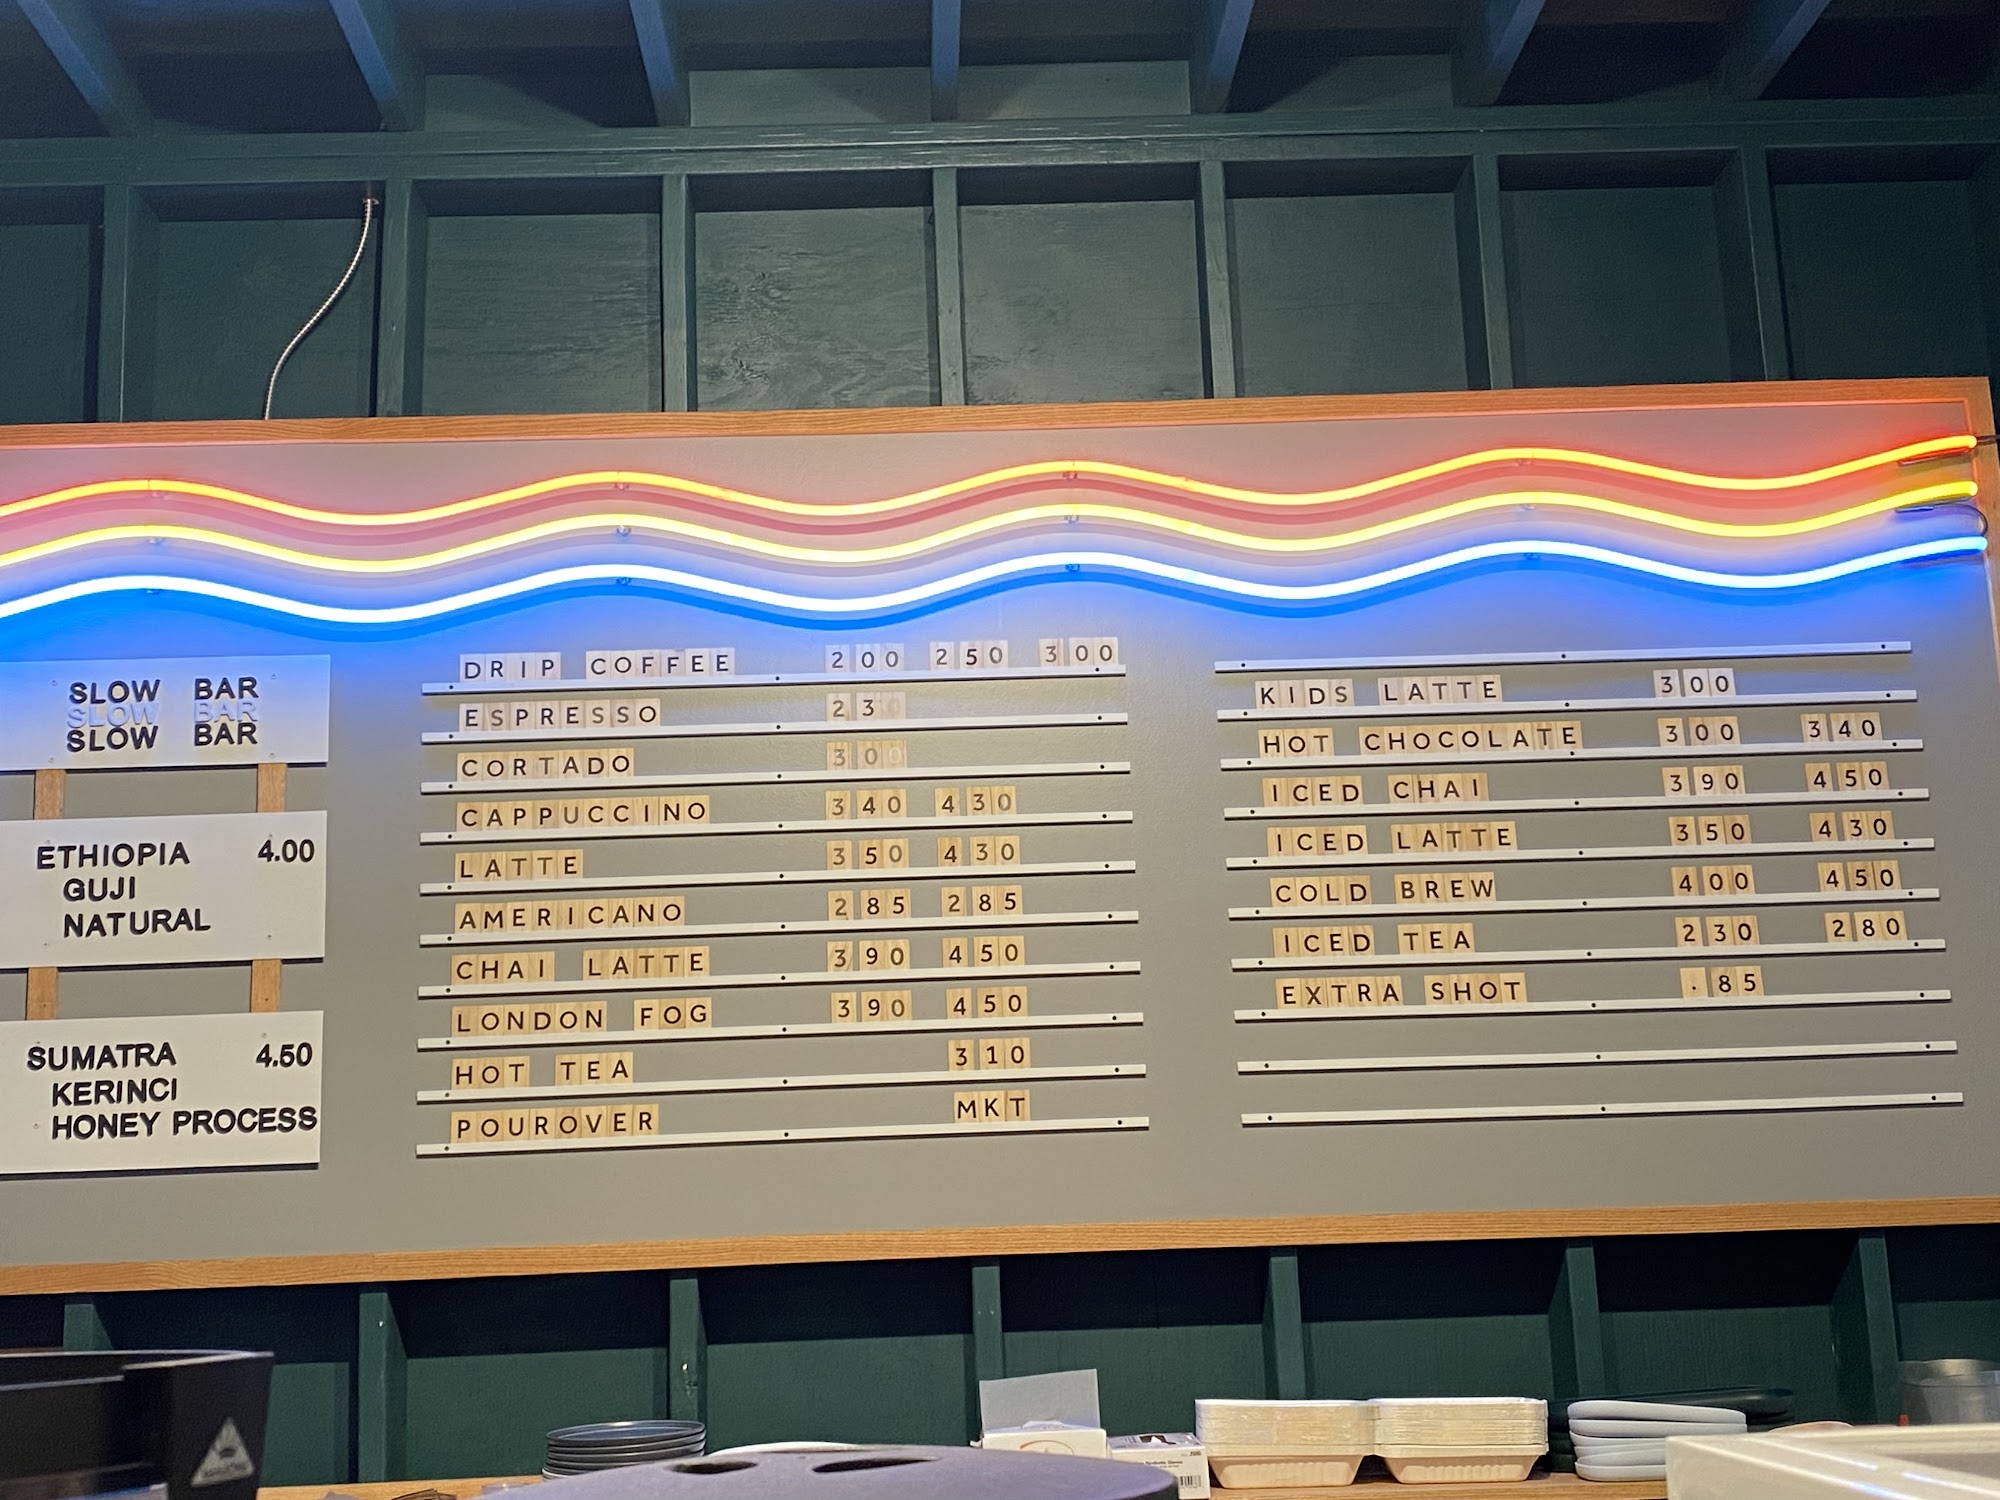 SLOW BAR
SLOW BAR
SLOW BAR
ETHIOPIA 4.00
GUJI
NATURAL
SUMATRA 4.50
KERINCI
HONEY PROCESS
DRIP COFFEE 200 250 300
ESPRESSO 230
CORTADO 300
CAPPUCCINO 340 430
LATTE 350 430
AMERICANO 285 285
CHAI LATTE 390 450
LONDON FOG 390 450
HOT TEA 310
POUROVER MKT
KIDS LATTE 300
HOT CHOCOLATE 300 340
ICED CHAI 390 450
ICED LATTE 350 430
COLD BREW 400 450
ICED TEA 230 280
EXTRA SHOT .85